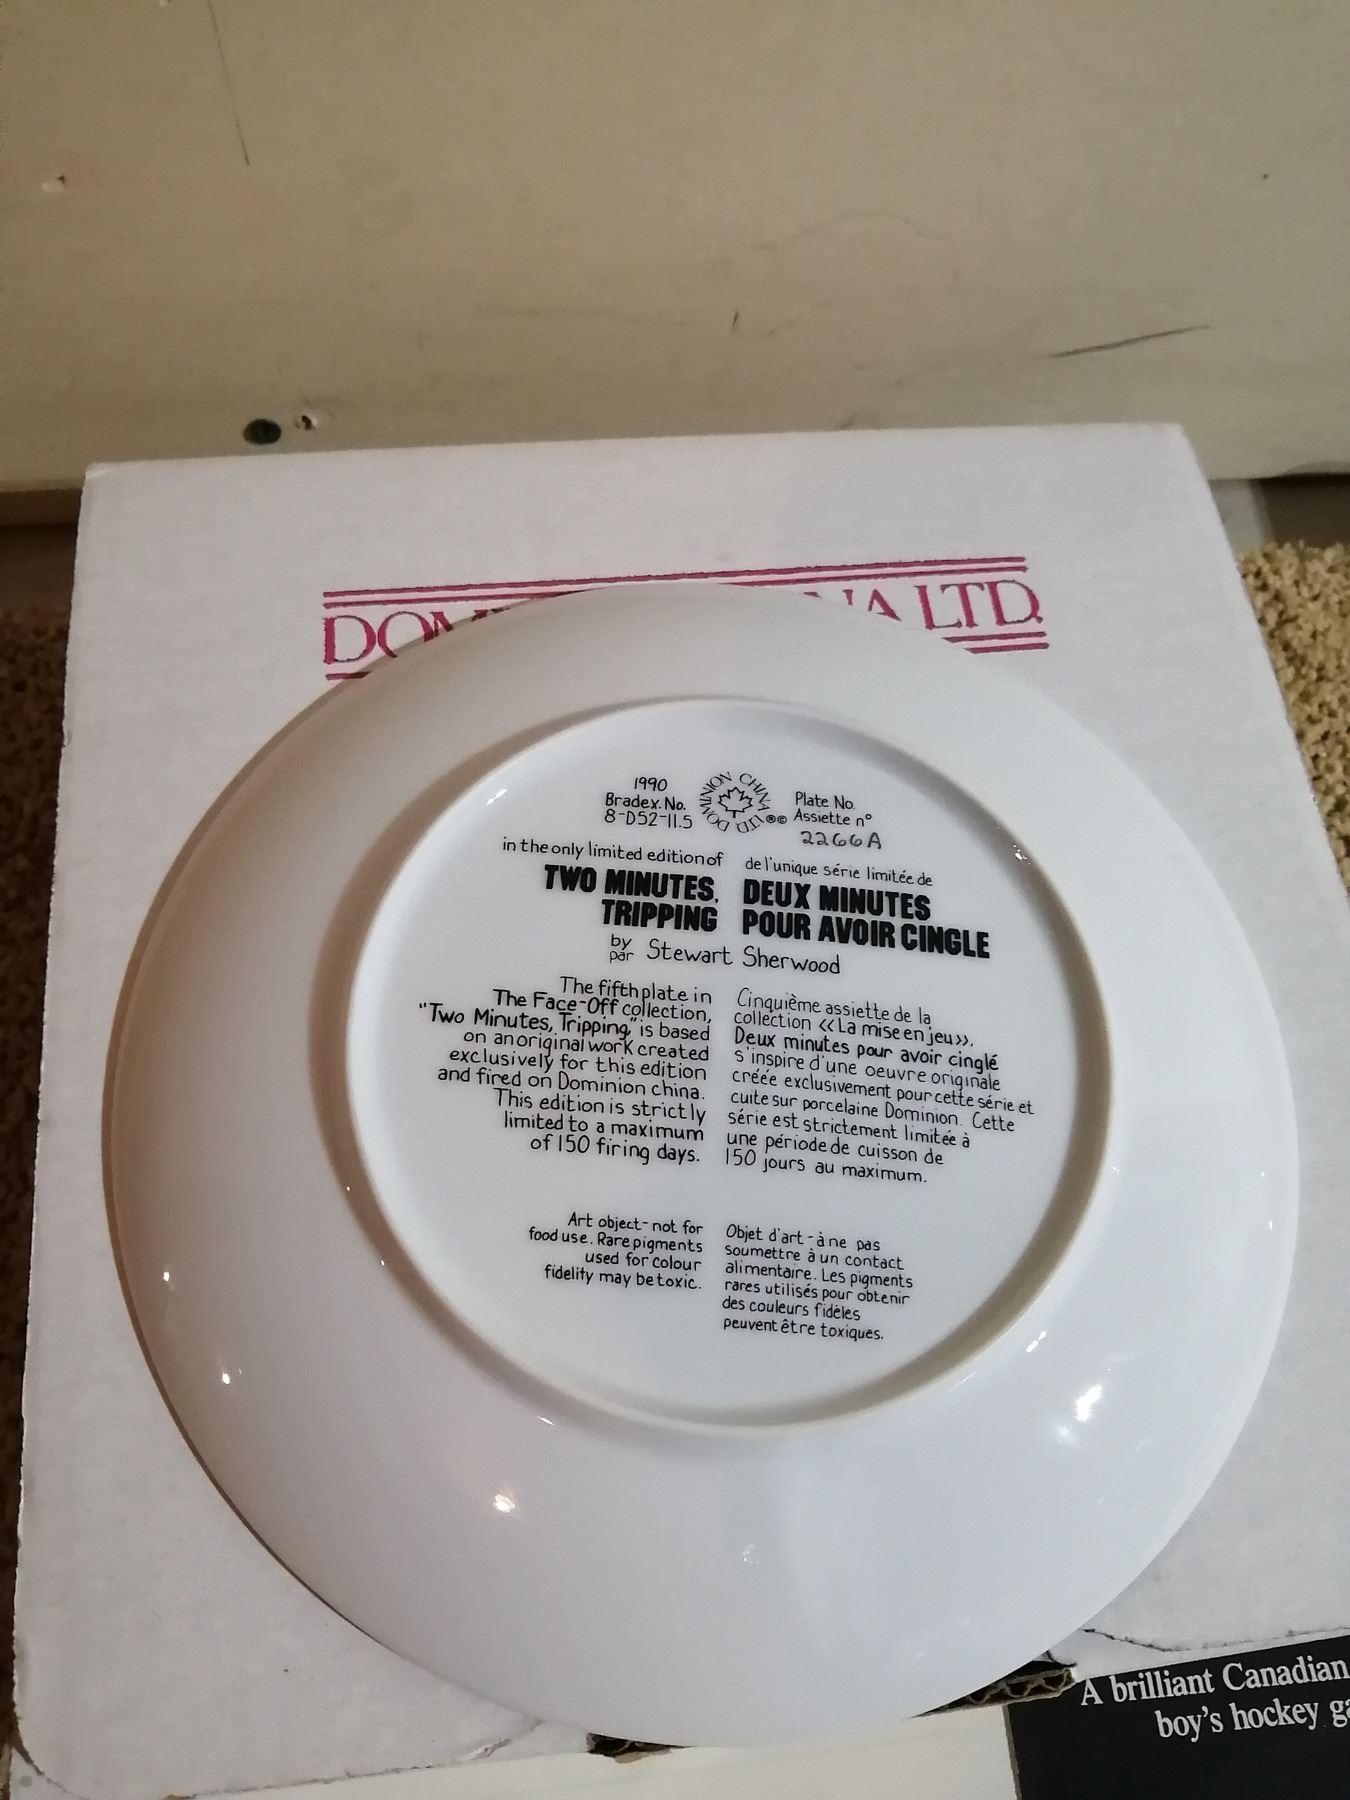 DOM NA LTD.
1990
Bradex. No.
8-D52-11.5
DOMINION CHINA LTD.
®©
Plate No.
Assiette n°
2266A
in the only limited edition of
TWO MINUTES,
TRIPPING
de l'unique série limitée de
DEUX MINUTES
POUR AVOIR CINGLE
by
par Stewart Sherwood
The fifth plate in
The Face-Off collection,
"Two Minutes, Tripping," is based
on an original work created
exclusively for this edition
and fired on Dominion china.
This edition is strictly
limited to a maximum
of 150 firing days.
Cinquième assiette de la
collection «La mise en jeu»,
Deux minutes pour avoir cinglé
s'inspire d'une oeuvre originale
créée exclusivement pour cette série et
cuite sur porcelaine Dominion. Cette
série est strictement limitée à
une période de cuisson de
150 jours au maximum.
Art object - not for
food use. Rare pigments
used for colour
fidelity may be toxic.
Objet d'art - à ne pas
soumettre à un contact
alimentaire. Les pigments
rares utilisés pour obtenir
des couleurs fidèles
peuvent être toxiques.
A brilliant Canadian
boy's hockey ga